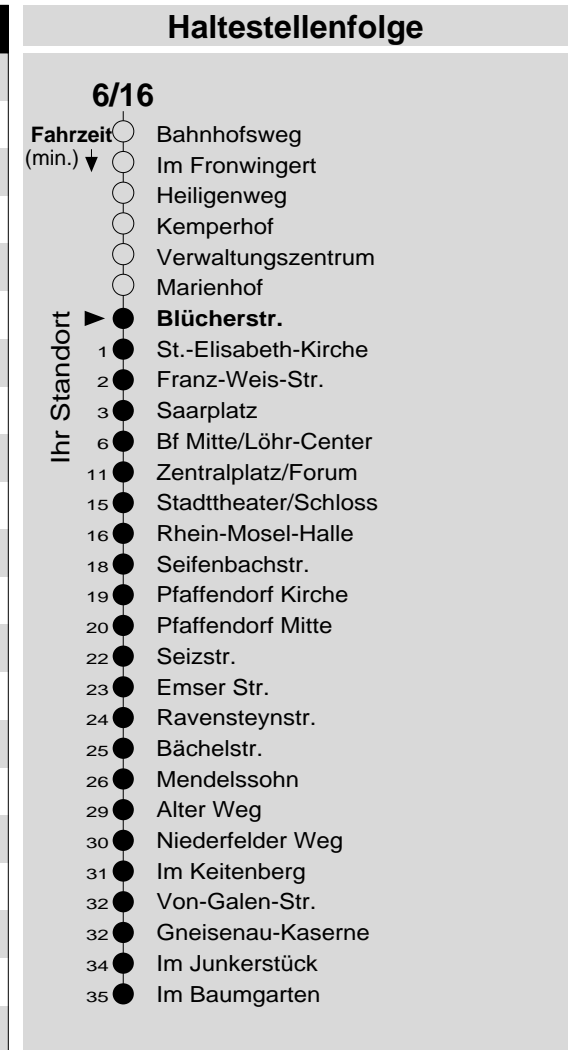 Haltestellenfolge
6/16
Fahrzeit
(min.)
Bahnhofsweg
Im Fronwingert
Heiligenweg
Kemperhof
Verwaltungszentrum
Marienhof
Ihr Standort
Blücherstr.
1 St.-Elisabeth-Kirche
2 Franz-Weis-Str.
3 Saarplatz
6 Bf Mitte/Löhr-Center
11 Zentralplatz/Forum
15 Stadttheater/Schloss
16 Rhein-Mosel-Halle
18 Seifenbachstr.
19 Pfaffendorf Kirche
20 Pfaffendorf Mitte
22 Seizstr.
23 Emser Str.
24 Ravensteynstr.
25 Bächelstr.
26 Mendelssohn
29 Alter Weg
30 Niederfelder Weg
31 Im Keitenberg
32 Von-Galen-Str.
32 Gneisenau-Kaserne
34 Im Junkerstück
35 Im Baumgarten